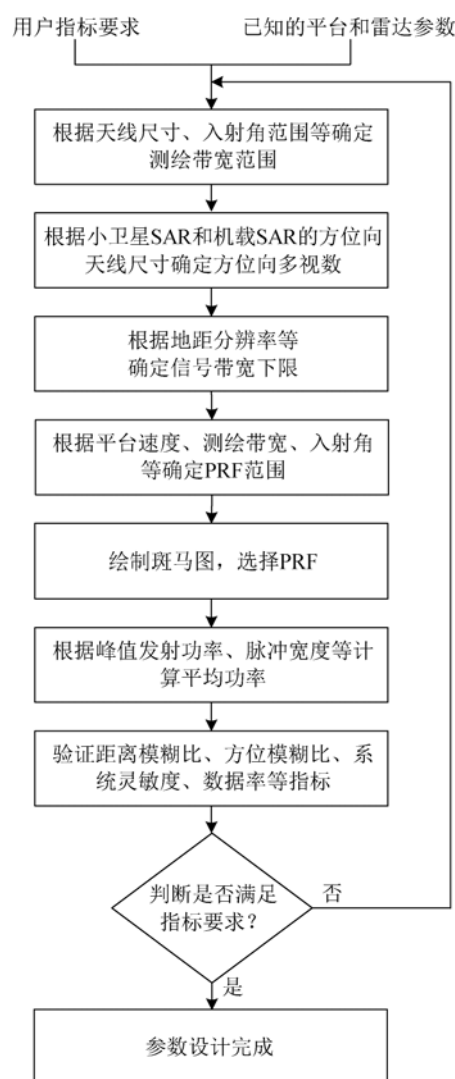 用户指标要求
已知的平台和雷达参数
根据天线尺寸、入射角范围等确定
测绘带宽范围
根据小卫星SAR和机载SAR的方位向
天线尺寸确定方位向多视数
根据地距分辨率等
确定信号带宽下限
根据平台速度、测绘带宽、入射角
等确定PRF范围
绘制斑马图，选择PRF
根据峰值发射功率、脉冲宽度等计
算平均功率
验证距离模糊比、方位模糊比、系
统灵敏度、数据率等指标
判断是否满足
指标要求？
否
是
参数设计完成